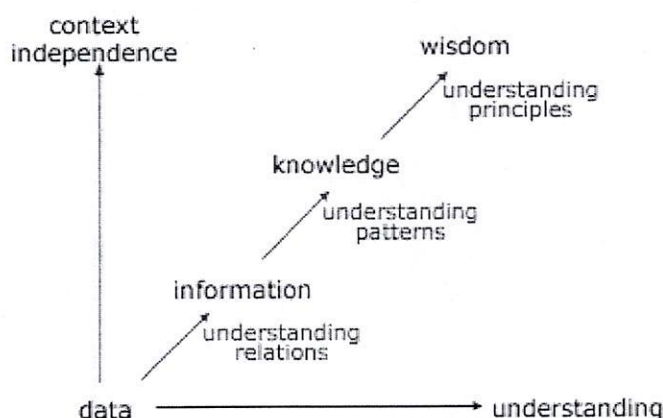 context
independence
wisdom
understanding
principles
knowledge
understanding
patterns
information
understanding
relations
data
understanding